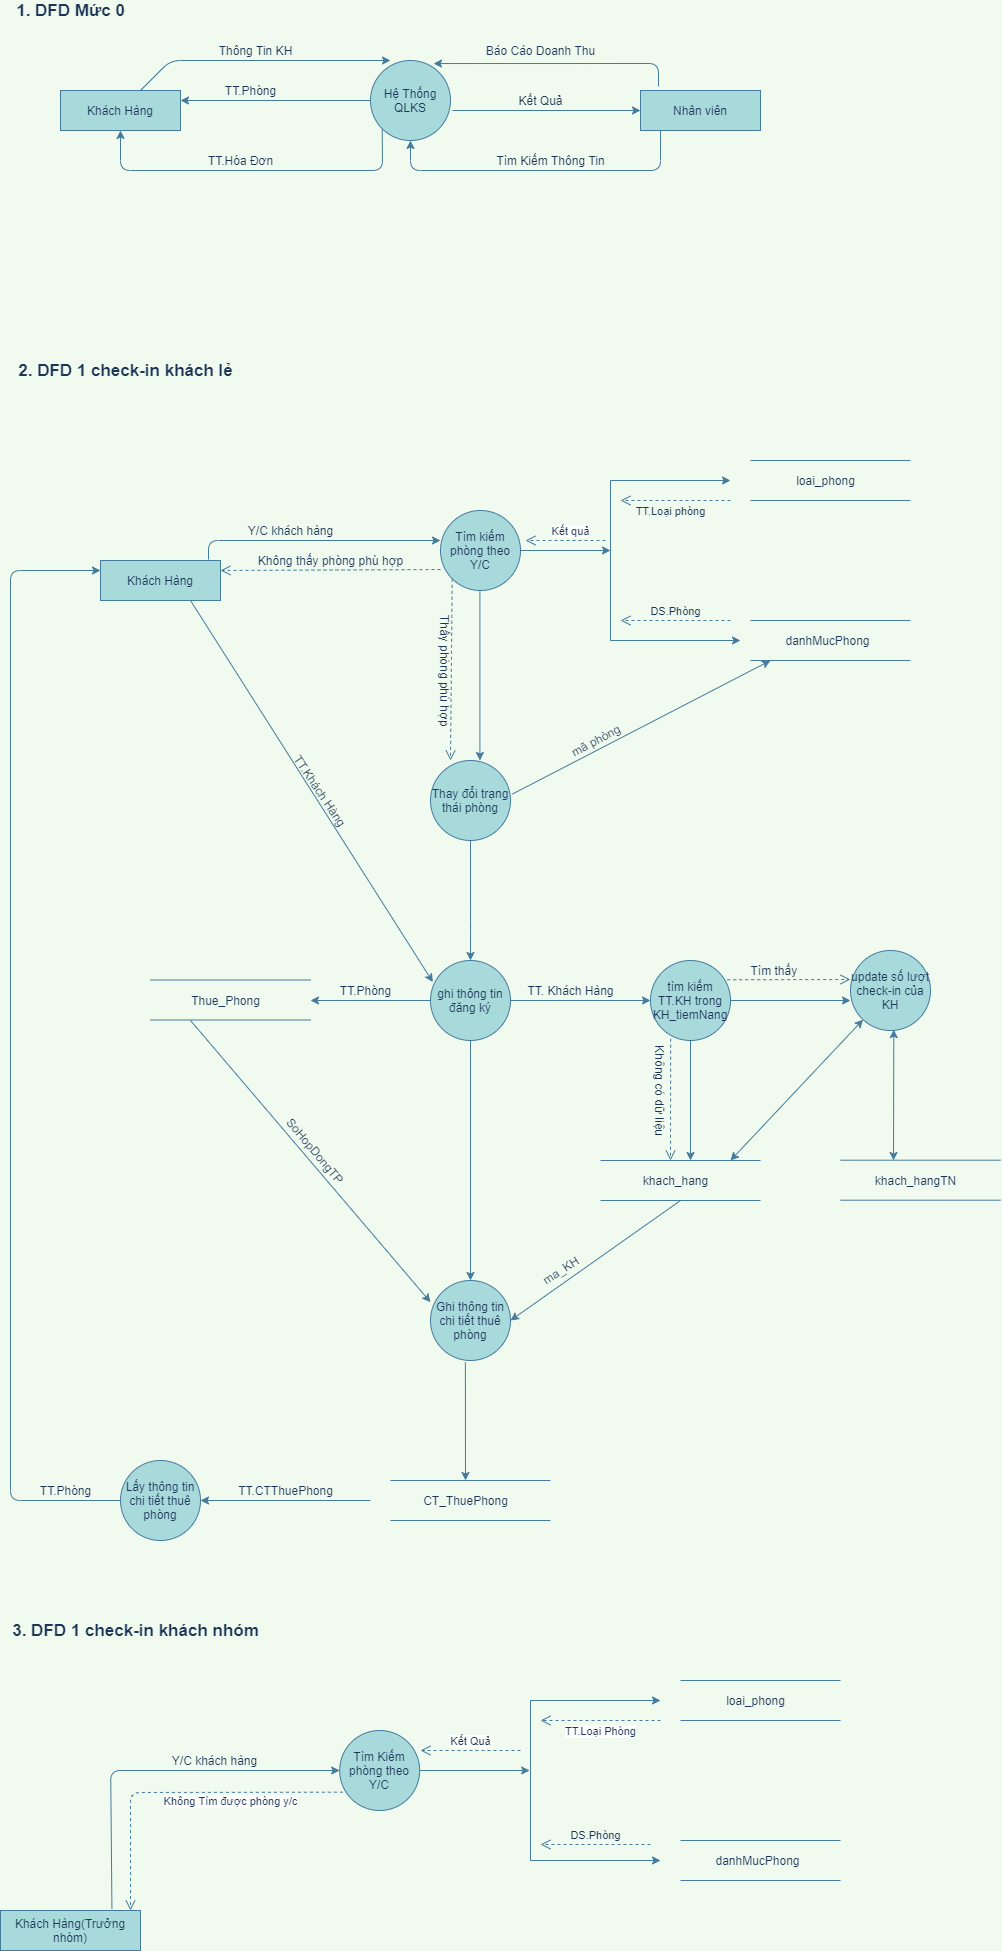 1. DFD Mức 0
Thông Tin KH
Báo Cáo Doanh Thu
Khách Hàng
TT.Phòng
Hệ Thống
QLKS
Kết Quả
Nhân viên
TT.Hóa Đơn
Tìm Kiếm Thông Tin
2. DFD 1 check-in khách lẻ
loai_phong
TT.Loại phòng
Y/C khách hàng
Tìm kiếm
phòng theo
Y/C
Kết quả
Không thấy phòng phù hợp
Khách Hàng
DS.Phòng
danhMucPhong
Thấy phòng phù hợp
mã phòng
TT.Khách Hàng
Thay đổi trạng
thái phòng
Thue_Phong
TT.Phòng
ghi thông tin
đăng ký
TT. Khách Hàng
tìm kiếm
TT.KH trong
KH_tiemNang
Tìm thấy
update số lượt
check-in của
KH
Không có dữ liệu
SoHopDongTP
khach_hang
khach_hangTN
ma_KH
Ghi thông tin
chi tiết thuê
phòng
TT.Phòng
Lấy thông tin
chi tiết thuê
phòng
TT.CTThuePhong
CT_ThuePhong
3. DFD 1 check-in khách nhóm
loai_phong
TT.Loại Phòng
Y/C khách hàng
Tìm Kiếm
phòng theo
Y/C
Kết Quả
Không Tìm được phòng y/c
DS.Phòng
danhMucPhong
Khách Hàng(Trưởng
nhóm)